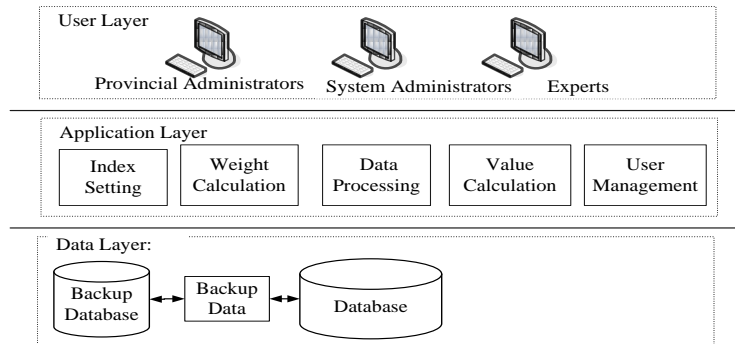 User Layer
Provincial Administrators System Administrators Experts
Application Layer
Index
Setting
Weight
Calculation
Data
Processing
Value
Calculation
User
Management
Data Layer:
Backup
Database
Backup
Data
Database